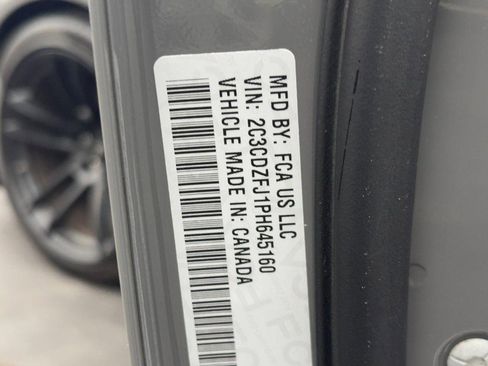 MFD BY: FCA US LLC
VIN: 2C3CDZFJ1PH645160
VEHICLE MADE IN: CANADA